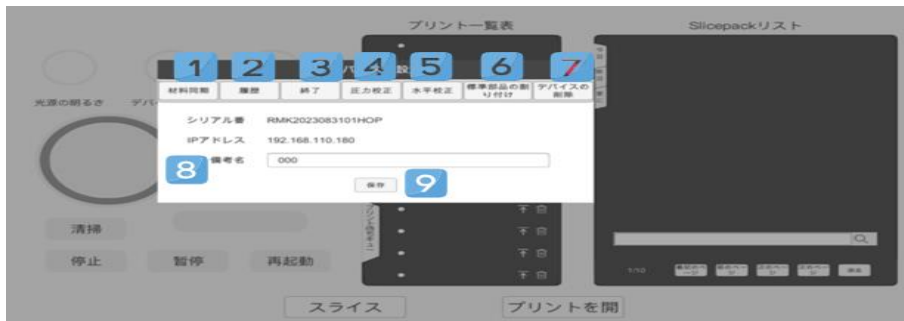 プリント一覧表
Slicepackリスト
1 2 3 4 5 6 7
材料同期 履歴 終了 圧力校正 水平校正 標準部品の割り付け デバイスの削除
光源の明るさ
シリアル番 RMK2023083101HOP
IPアドレス 192.168.110.180
8 備考名 000
保存 9
清掃
停止 暫停 再起動
1/10
スライス プリントを開